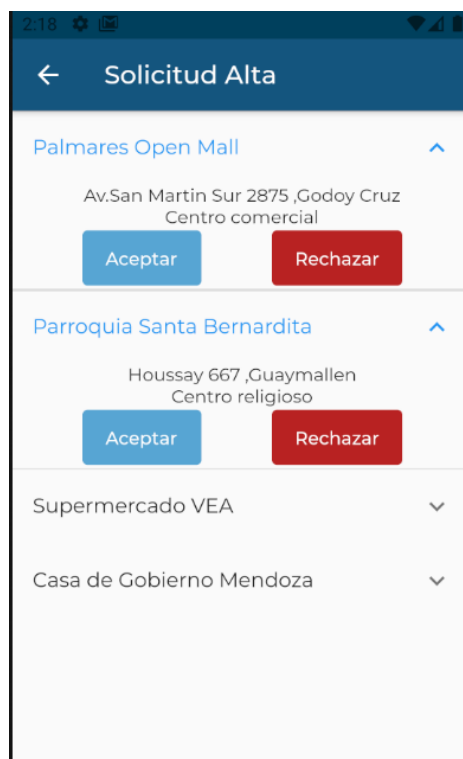 2:18
Solicitud Alta
Palmares Open Mall
Av.San Martin Sur 2875 ,Godoy Cruz
Centro comercial
Aceptar Rechazar
Parroquia Santa Bernardita
Houssay 667 ,Guaymallen
Centro religioso
Aceptar Rechazar
Supermercado VEA
Casa de Gobierno Mendoza